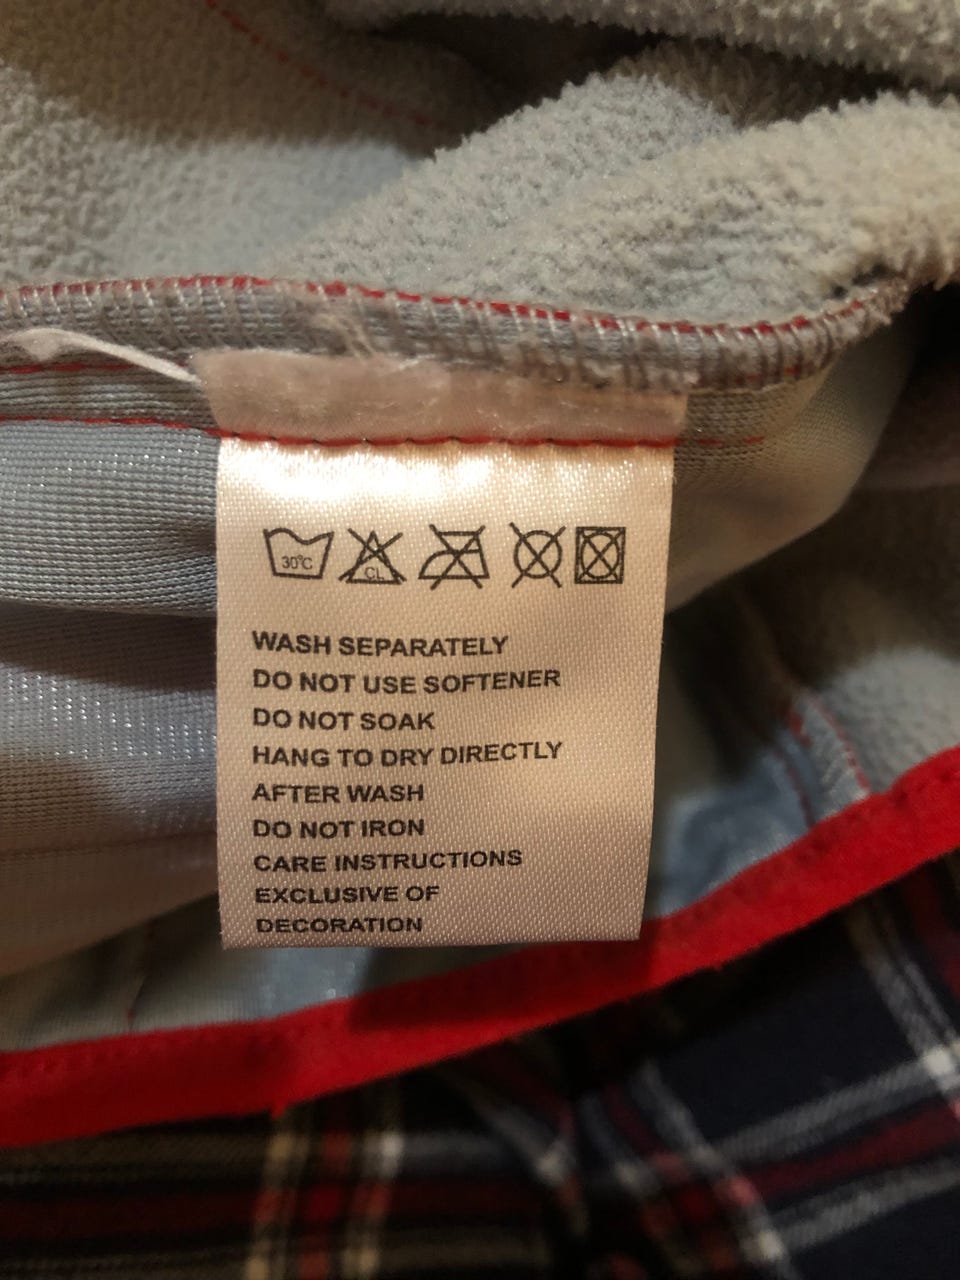 30°C CL
WASH SEPARATELY
DO NOT USE SOFTENER
DO NOT SOAK
HANG TO DRY DIRECTLY
AFTER WASH
DO NOT IRON
CARE INSTRUCTIONS
EXCLUSIVE OF
DECORATION